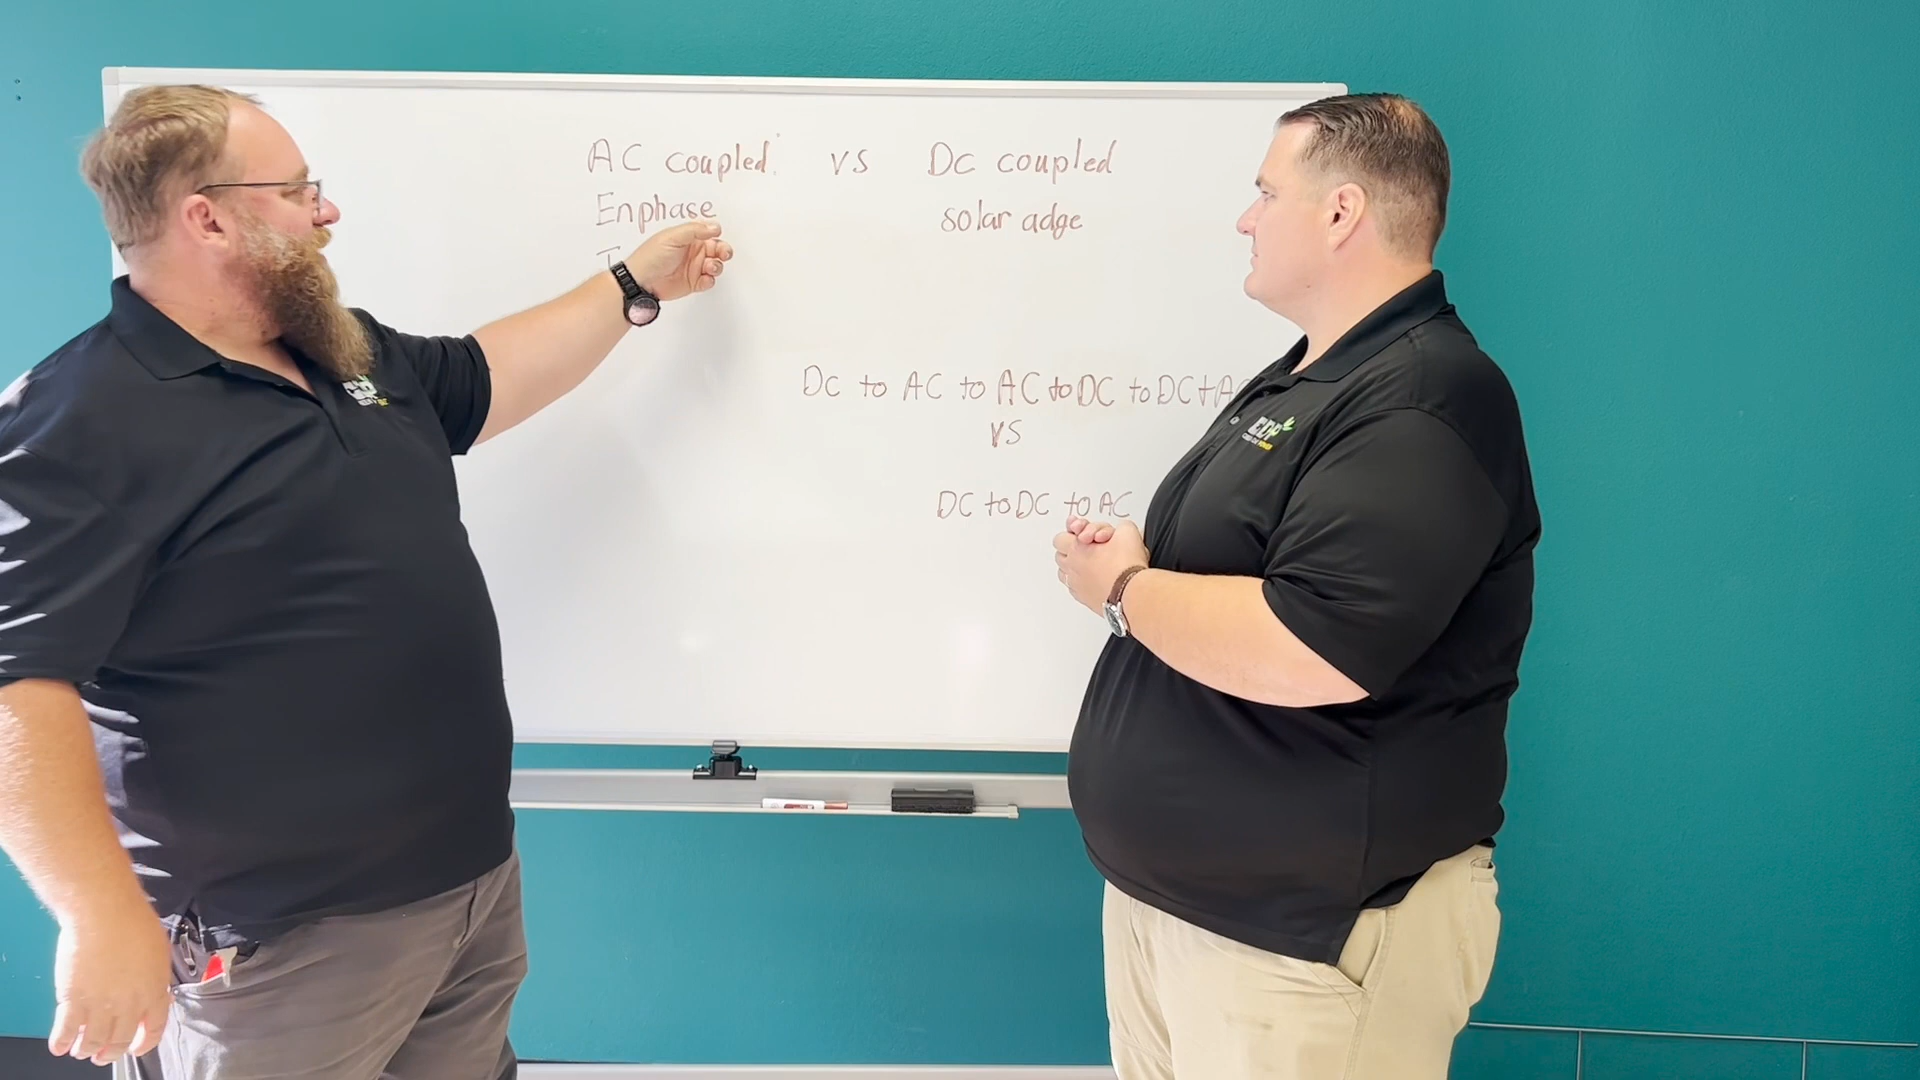 AC coupled vs DC coupled
Enphase solar adge
DC to AC to AC to DC to DC t A
vs
DC to DC to AC